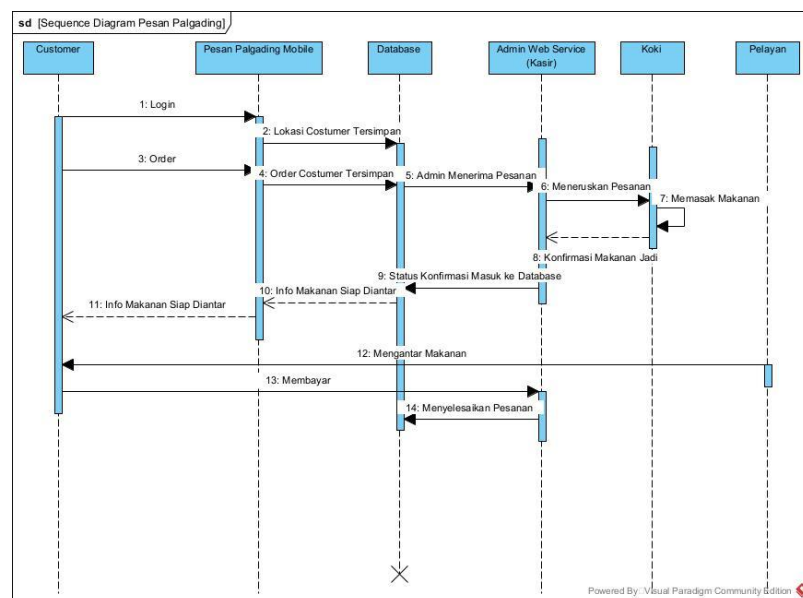 sd [Sequence Diagram Pesan Palgading]
Customer
Pesan Palgading Mobile
Database
Admin Web Service
(Kasir)
Koki
Pelayan
1: Login
2: Lokasi Costumer Tersimpan
3: Order
4: Order Costumer Tersimpan
5: Admin Menerima Pesanan
6: Meneruskan Pesanan
7: Memasak Makanan
8: Konfirmasi Makanan Jadi
9: Status Konfirmasi Masuk ke Database
10: Info Makanan Siap Diantar
11: Info Makanan Siap Diantar
12: Mengantar Makanan
13: Membayar
14: Menyelesaikan Pesanan
Powered By Visual Paradigm Community Edition